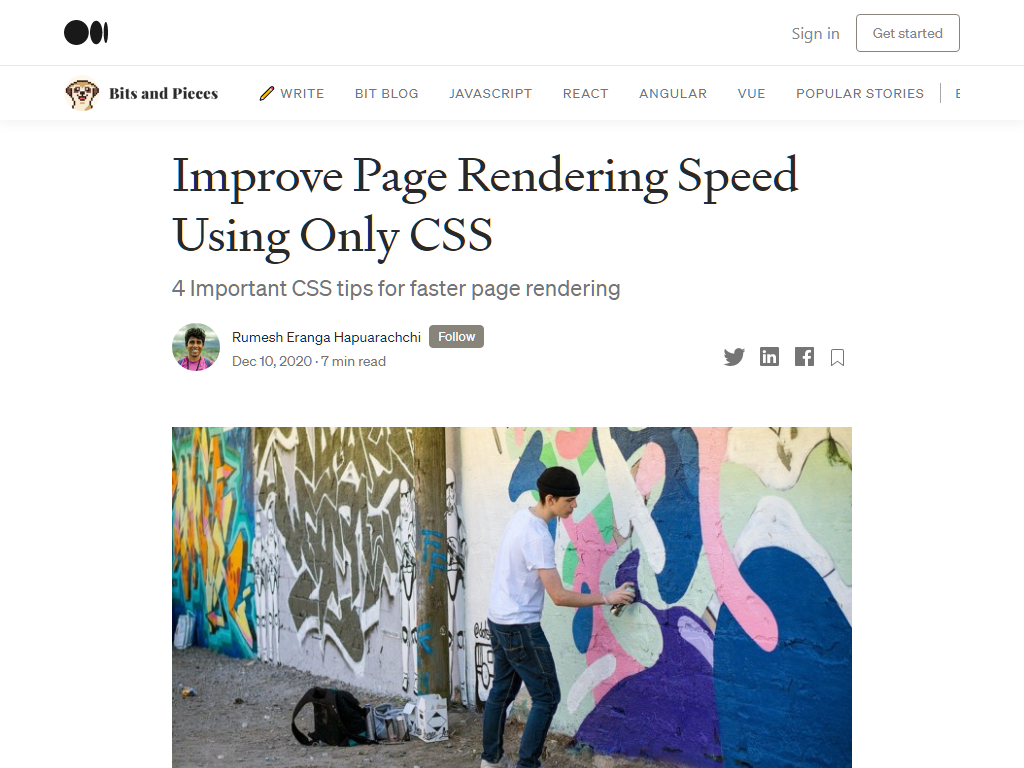 Sign in
Get started
Bits and Pieces
WRITE
BIT BLOG
JAVASCRIPT
REACT
ANGULAR
VUE
POPULAR STORIES
Improve Page Rendering Speed
Using Only CSS
4 Important CSS tips for faster page rendering
Rumesh Eranga Hapuarachchi
Follow
Dec 10, 2020 · 7 min read